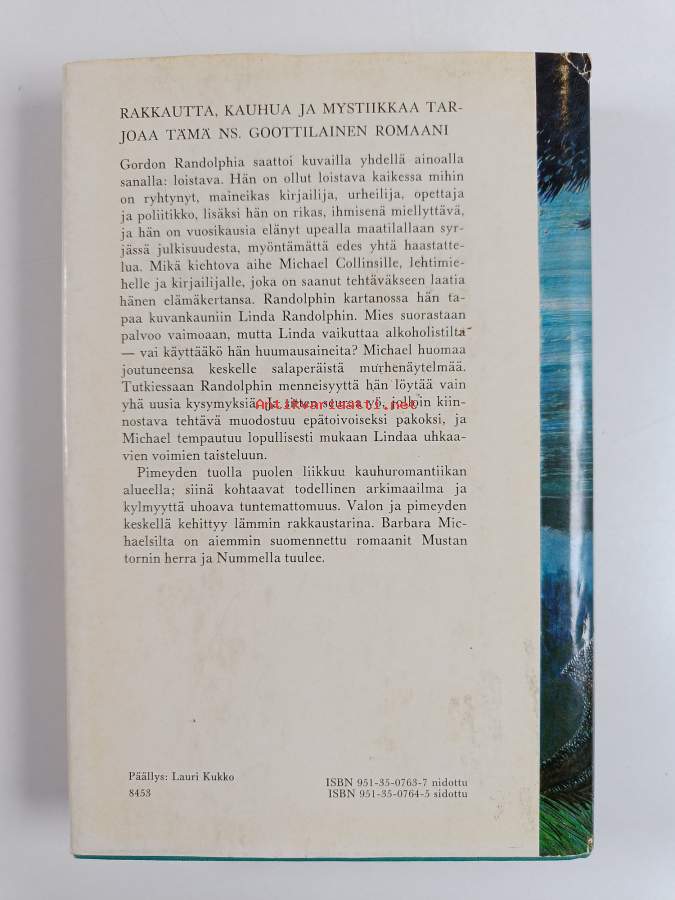 RAKKAUTTA, KAUHUA JA MYSTIIKKAA TAR-
JOAA TÄMÄ NS. GOOTTILAINEN ROMAANI
Gordon Randolphia saattoi kuvailla yhdellä ainoalla
sanalla: loistava. Hän on ollut loistava kaikessa mihin
on ryhtynyt, maineikas kirjailija, urheilija, opettaja
ja poliitikko, lisäksi hän on rikas, ihmisenä miellyttävä,
ja hän on vuosikausia elänyt upealla maatilallaan syr-
jässä julkisuudesta, myöntämättä edes yhtä haastatte-
lua. Mikä kiehtova aihe Michael Collinsille, lehtimie-
helle ja kirjailijalle, joka on saanut tehtäväkseen laatia
hänen elämäkertansa. Randolphin kartanossa hän ta-
paa kuvankauniin Linda Randolphin. Mies suorastaan
palvoo vaimoaan, mutta Linda vaikuttaa alkoholistilta
— vai käyttääkö hän huumausaineita? Michael huomaa
joutuneensa keskelle salaperäistä murhenäytelmää.
Tutkiessaan Randolphin menneisyyttä hän löytää vain
yhä uusia kysymyksiä. Ja sitten seuraa yö, jolloin kiin-
Antikvariaatti.net
nostava tehtävä muodostuu epätoivoiseksi pakoksi, ja
Michael tempautuu lopullisesti mukaan Lindaa uhkaa-
vien voimien taisteluun.
Pimeyden tuolla puolen liikkuu kauhuromantiikan
alueella; siinä kohtaavat todellinen arkimaailma ja
kylmyyttä uhoava tuntemattomuus. Valon ja pimeyden
keskellä kehittyy lämmin rakkaustarina. Barbara Mic-
haelsilta on aiemmin suomennettu romaanit Mustan
tornin herra ja Nummella tuulee.
Päällys: Lauri Kukko
8453
ISBN 951-35-0763-7 nidottu
ISBN 951-35-0764-5 sidottu